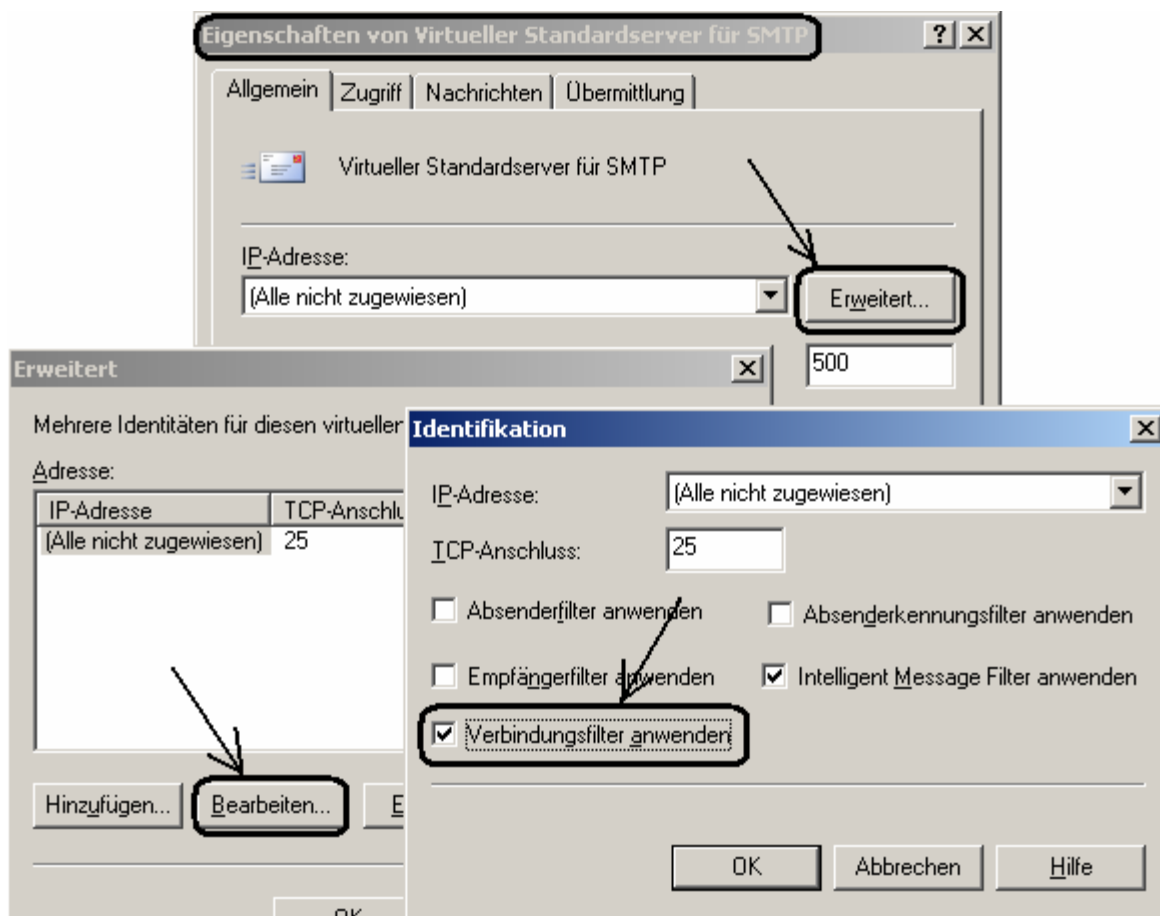 Eigenschaften von Virtueller Standardserver für SMTP
Allgemein Zugriff Nachrichten Übermittlung
Virtueller Standardserver für SMTP
IP-Adresse:
(Alle nicht zugewiesen) Erweitert...
500
Erweitert
Mehrere Identitäten für diesen virtuellen
Adresse:
IP-Adresse TCP-Anschlu
(Alle nicht zugewiesen) 25
Hinzufügen... Bearbeiten... E
OK
Identifikation
IP-Adresse: (Alle nicht zugewiesen)
TCP-Anschluss: 25
Absenderfilter anwenden Absenderkennungsfilter anwenden
Empfängerfilter anwenden Intelligent Message Filter anwenden
Verbindungsfilter anwenden
OK Abbrechen Hilfe